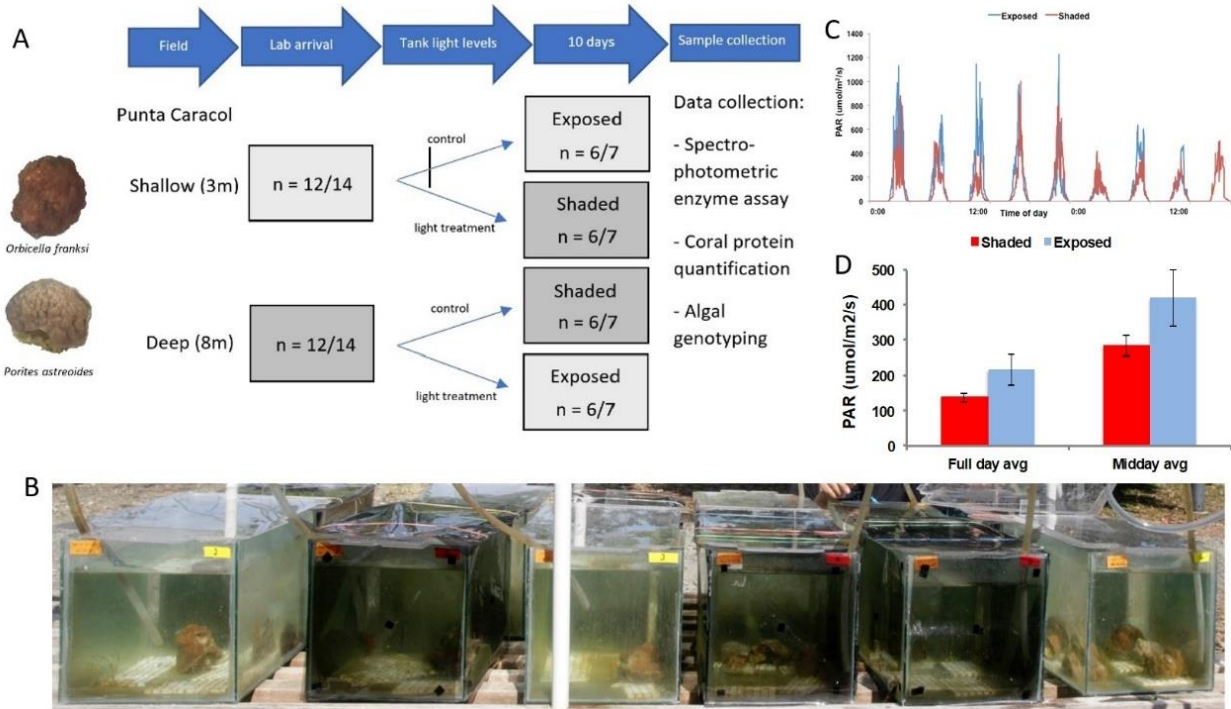 A
Field
Lab arrival
Tank light levels
10 days
Sample collection
Punta Caracol
Orbicella franksi
Porites astreoides
Shallow (3m)
n = 12/14
control
light treatment
Exposed
n = 6/7
Shaded
n = 6/7
Deep (8m)
n = 12/14
control
light treatment
Shaded
n = 6/7
Exposed
n = 6/7
Data collection:
- Spectro-
photometric
enzyme assay
- Coral protein
quantification
- Algal
genotyping
C
Exposed
Shaded
PAR (umol/m²/s)
1400
1200
1000
800
600
400
200
0
0:00
12:00
Time of day
0:00
12:00
D
Shaded
Exposed
PAR (umol/m2/s)
500
400
300
200
100
0
Full day avg
Midday avg
B